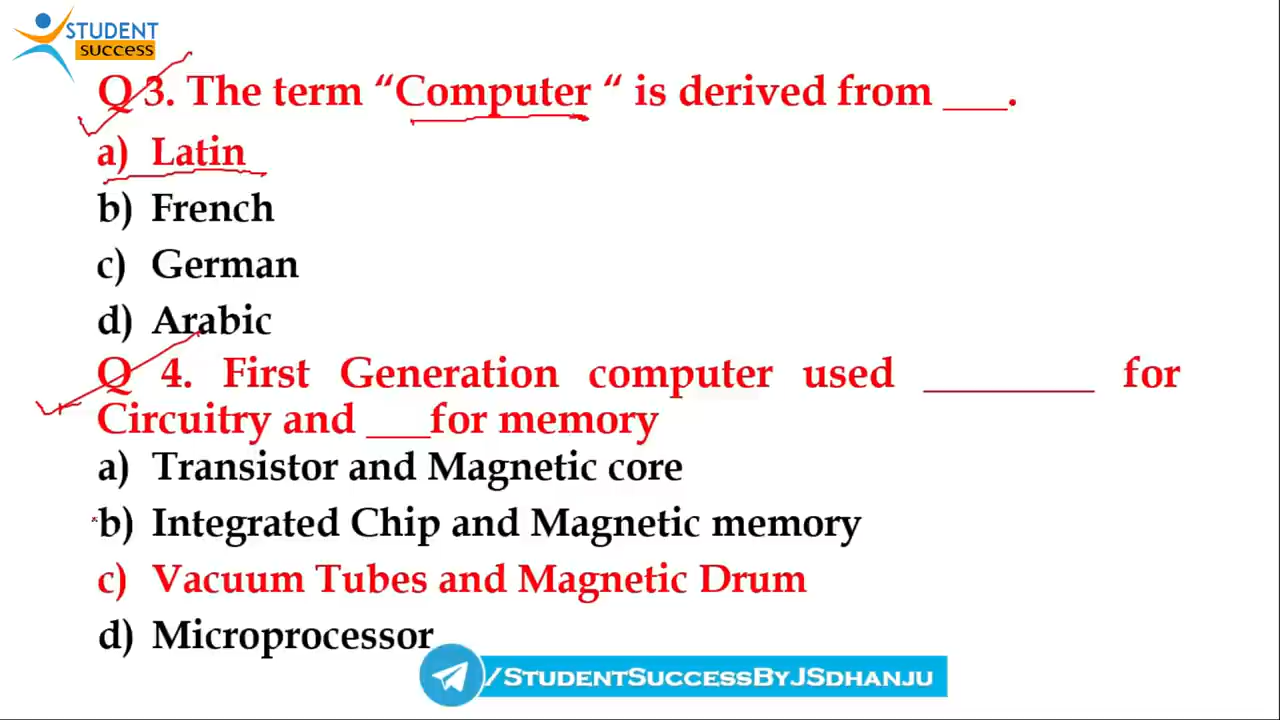 STUDENT
success
Q 3. The term “Computer “ is derived from ___.
a) Latin
b) French
c) German
d) Arabic
Q 4. First Generation computer used ________ for
Circuitry and ___for memory
a) Transistor and Magnetic core
b) Integrated Chip and Magnetic memory
c) Vacuum Tubes and Magnetic Drum
d) Microprocessor
/StudentSuccessByJSdhanju